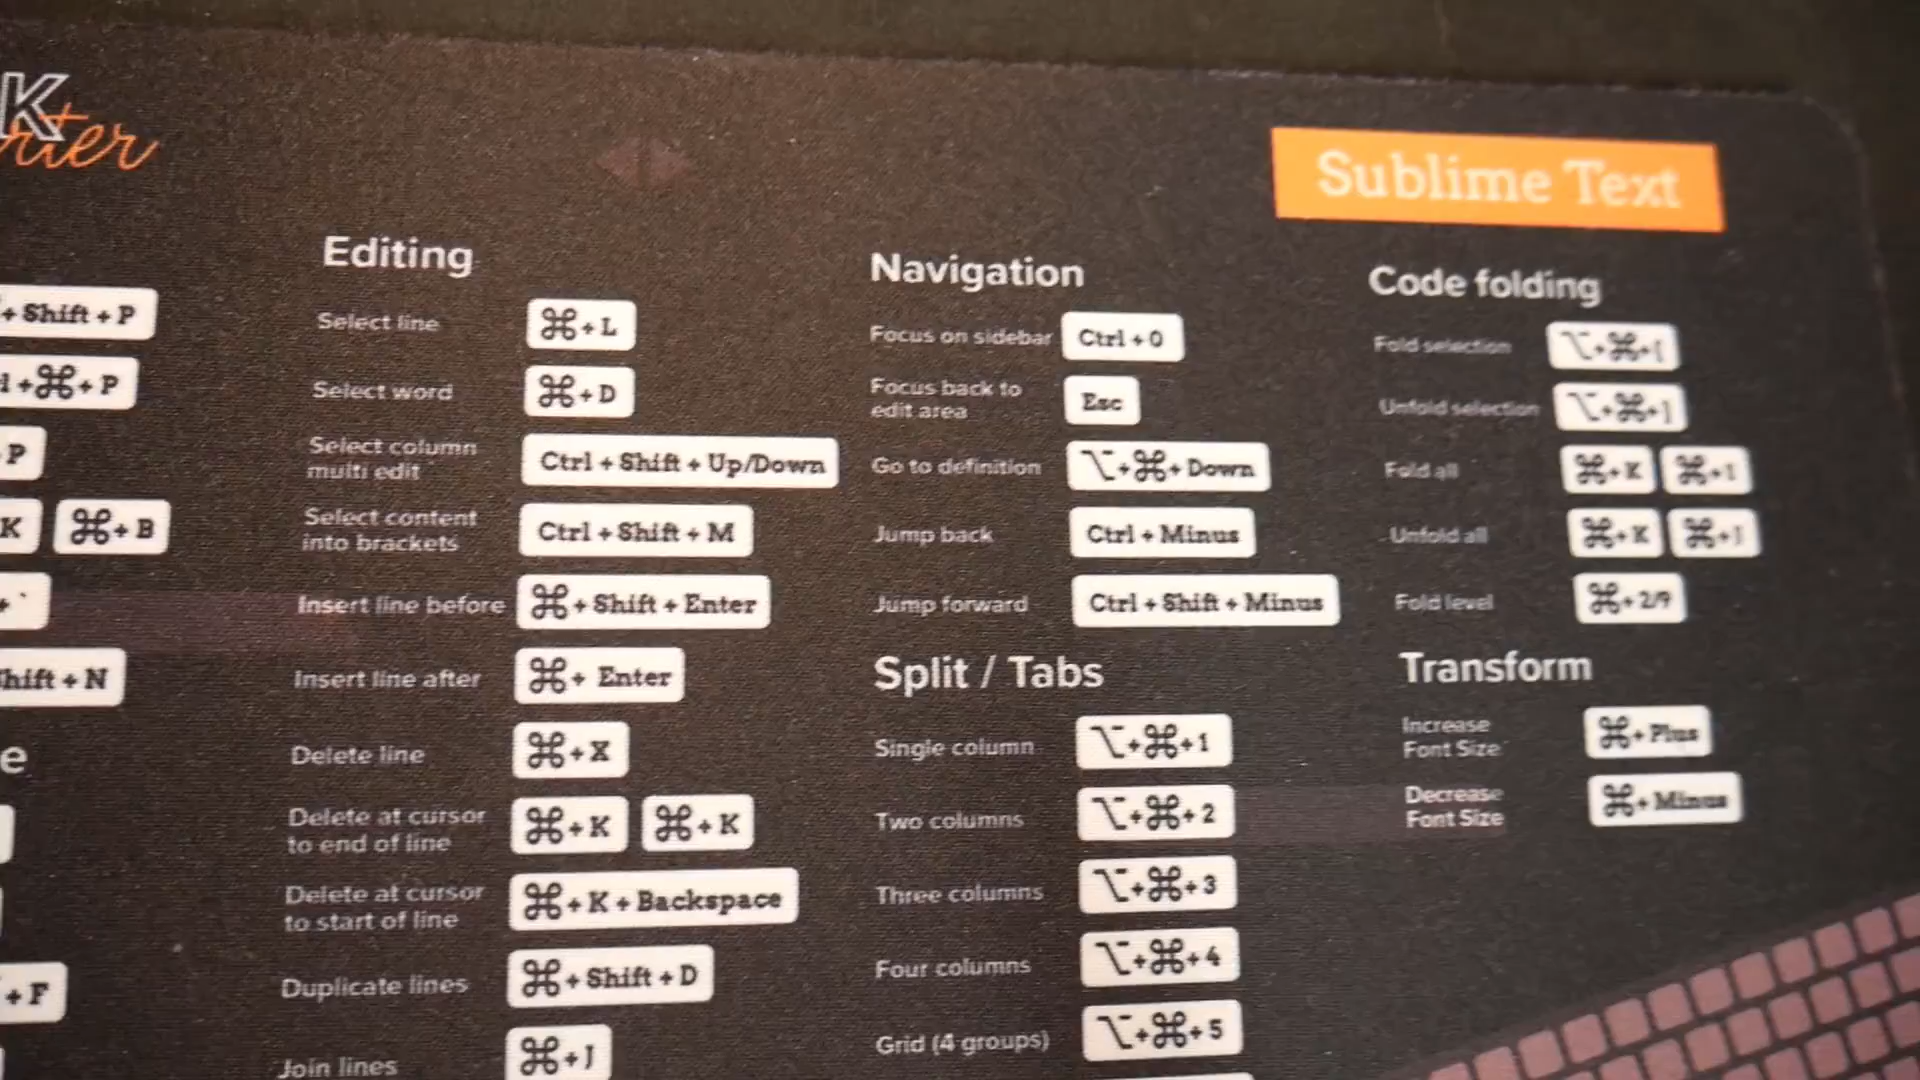 K
rter
Sublime Text
+ Shift + P
+ ⌘ + P
P
K ⌘ + B
+ `
hift + N
e
+ F
Editing
Select line ⌘ + L
Select word ⌘ + D
Select column
multi edit
Ctrl + Shift + Up/Down
Select content
into brackets
Ctrl + Shift + M
Insert line before ⌘ + Shift + Enter
Insert line after ⌘ + Enter
Delete line ⌘ + X
Delete at cursor
to end of line
⌘ + K ⌘ + K
Delete at cursor
to start of line
⌘ + K + Backspace
Duplicate lines ⌘ + Shift + D
Join lines ⌘ + J
Navigation
Focus on sidebar Ctrl + 0
Focus back to
edit area
Esc
Go to definition ⌥ + ⌘ + Down
Jump back Ctrl + Minus
Jump forward Ctrl + Shift + Minus
Split / Tabs
Single column ⌥ + ⌘ + 1
Two columns ⌥ + ⌘ + 2
Three columns ⌥ + ⌘ + 3
Four columns ⌥ + ⌘ + 4
Grid (4 groups) ⌥ + ⌘ + 5
Code folding
Fold selection ⌥ + ⌘ + [
Unfold selection ⌥ + ⌘ + ]
Fold all ⌘ + K ⌘ + 1
Unfold all ⌘ + K ⌘ + J
Fold level ⌘ + 2/9
Transform
Increase
Font Size
⌘ + Plus
Decrease
Font Size
⌘ + Minus